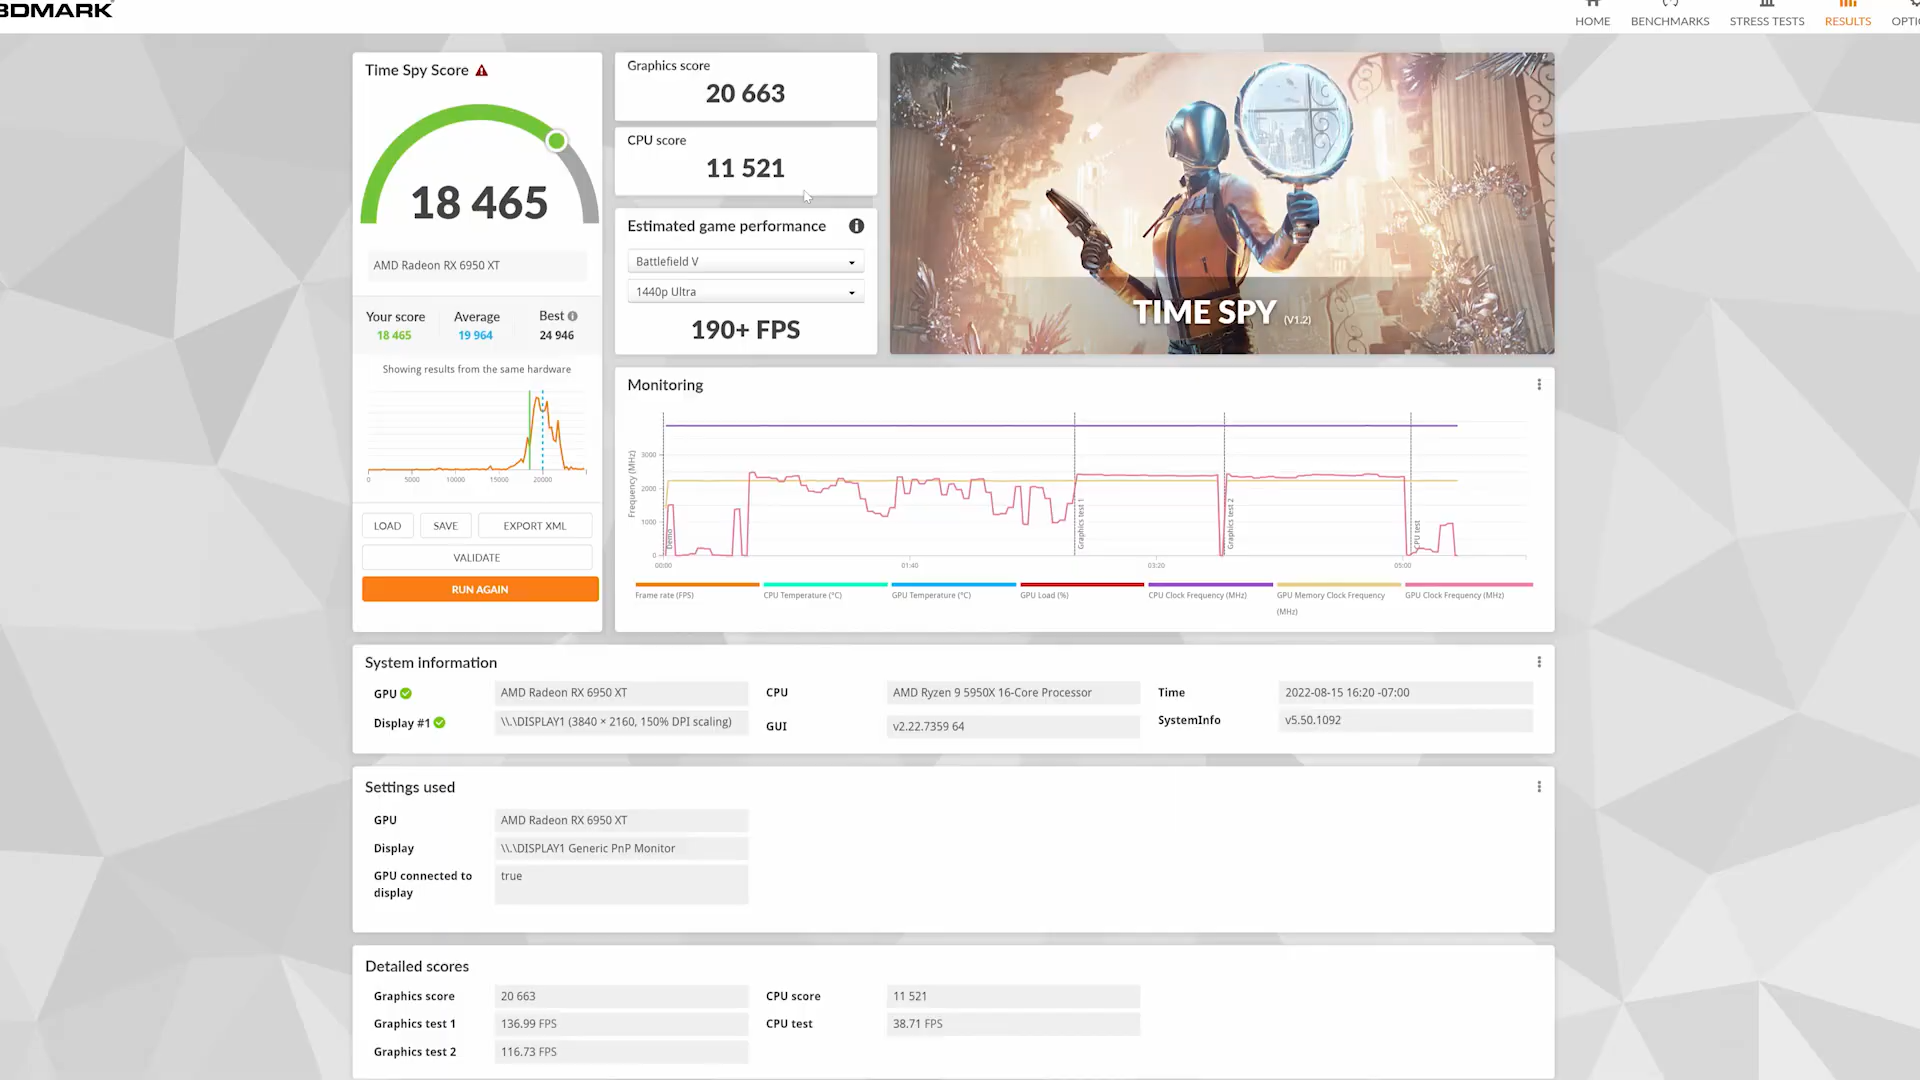 3DMARK
HOME
BENCHMARKS
STRESS TESTS
RESULTS
OPTIO
Time Spy Score
18 465
AMD Radeon RX 6950 XT
Your score
Average
Best
18 465
19 964
24 946
Showing results from the same hardware
0
5000
10000
15000
20000
LOAD
SAVE
EXPORT XML
VALIDATE
RUN AGAIN
Graphics score
20 663
CPU score
11 521
Estimated game performance
Battlefield V
1440p Ultra
190+ FPS
TIME SPY (V1.2)
Monitoring
Frequency (MHz)
3000
2000
1000
0
Demo
Graphics test 1
Graphics test 2
CPU test
00:00
01:40
03:20
05:00
Frame rate (FPS)
CPU Temperature (°C)
GPU Temperature (°C)
GPU Load (%)
CPU Clock Frequency (MHz)
GPU Memory Clock Frequency
(MHz)
GPU Clock Frequency (MHz)
System information
GPU
AMD Radeon RX 6950 XT
CPU
AMD Ryzen 9 5950X 16-Core Processor
Time
2022-08-15 16:20 -07:00
Display #1
\\.\DISPLAY1 (3840 × 2160, 150% DPI scaling)
GUI
v2.22.7359 64
SystemInfo
v5.50.1092
Settings used
GPU
AMD Radeon RX 6950 XT
Display
\\.\DISPLAY1 Generic PnP Monitor
GPU connected to
display
true
Detailed scores
Graphics score
20 663
CPU score
11 521
Graphics test 1
136.99 FPS
CPU test
38.71 FPS
Graphics test 2
116.73 FPS